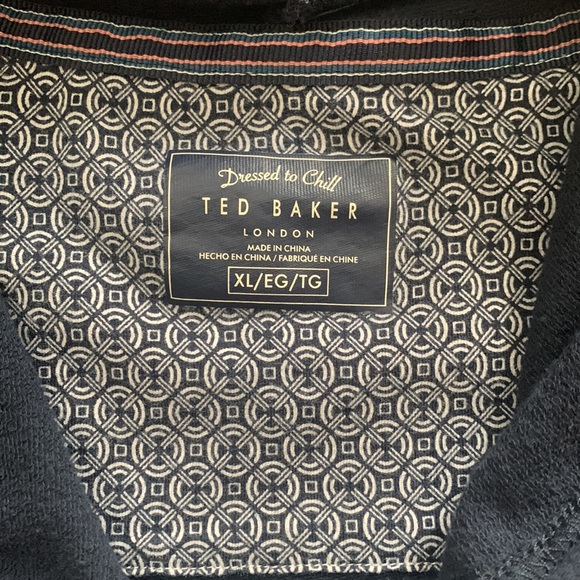 Dressed to Chill
TED BAKER
LONDON
MADE IN CHINA
HECHO EN CHINA / FABRIQUÉ EN CHINE
XL/EG/TG